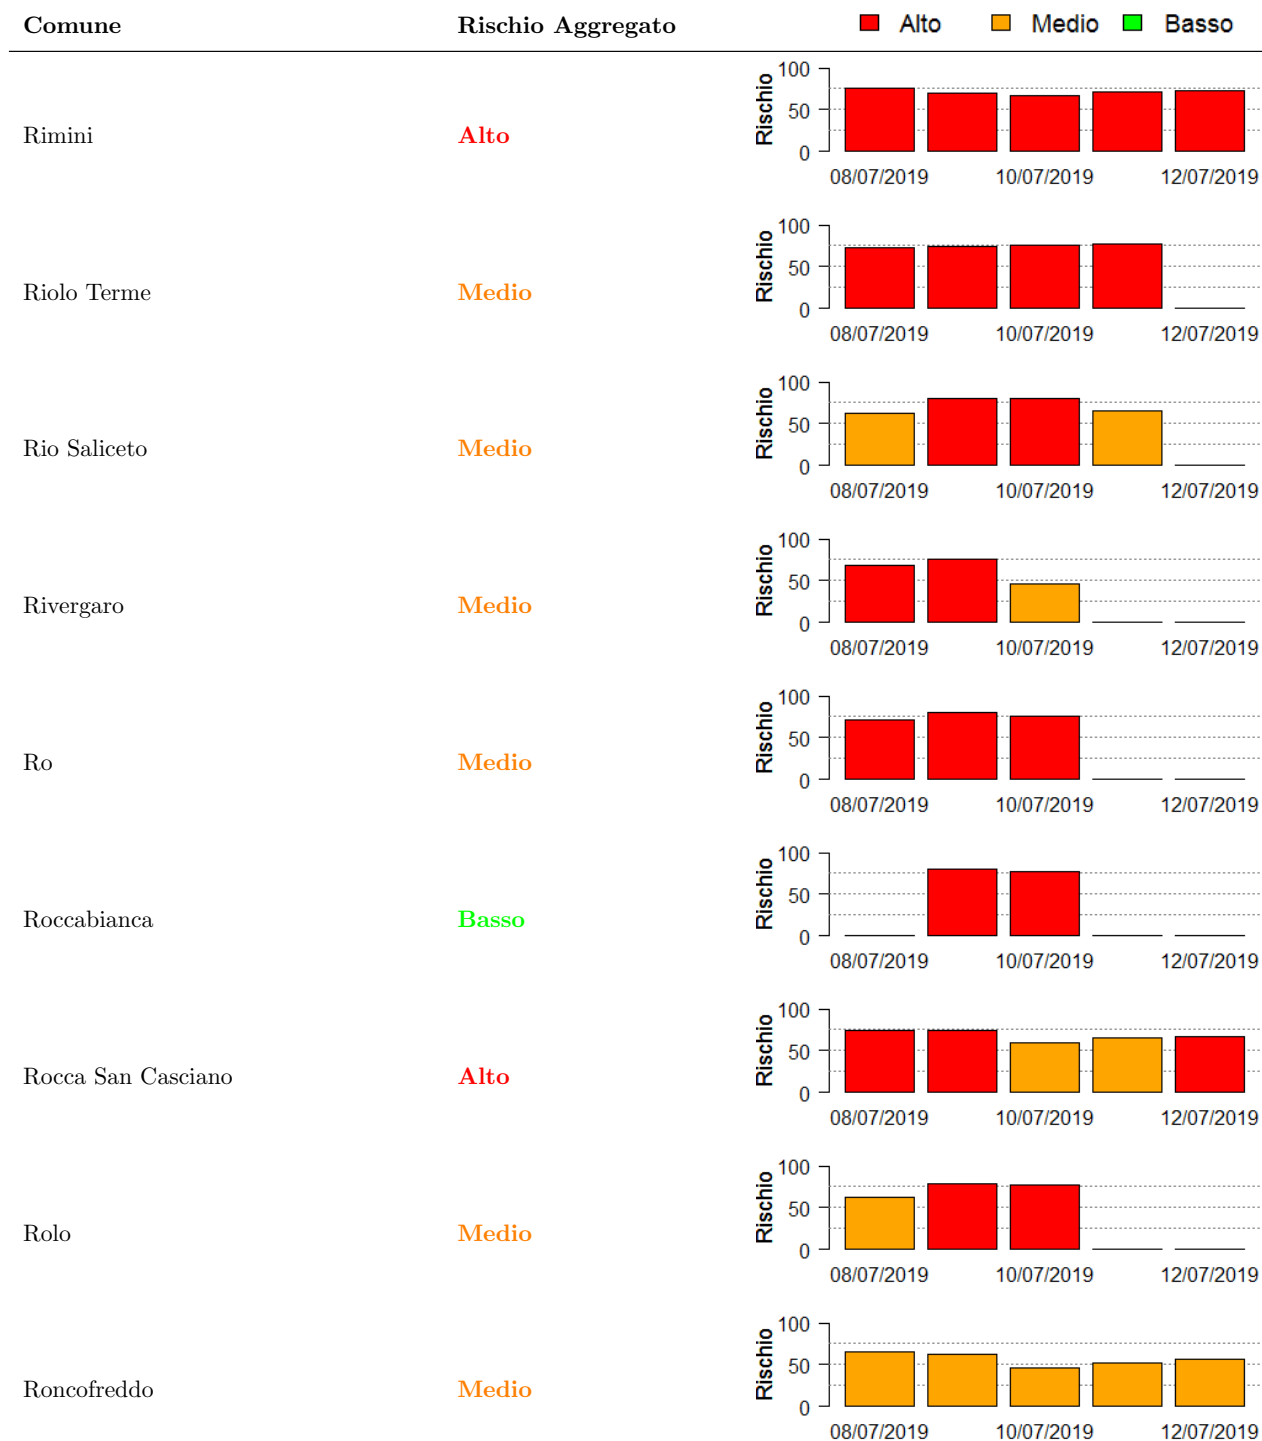 Comune Rischio Aggregato Alto Medio Basso
Rimini Alto Rischio 100 50 0
08/07/2019 10/07/2019 12/07/2019
Riolo Terme Medio Rischio 100 50 0
08/07/2019 10/07/2019 12/07/2019
Rio Saliceto Medio Rischio 100 50 0
08/07/2019 10/07/2019 12/07/2019
Rivergaro Medio Rischio 100 50 0
08/07/2019 10/07/2019 12/07/2019
Ro Medio Rischio 100 50 0
08/07/2019 10/07/2019 12/07/2019
Roccabianca Basso Rischio 100 50 0
08/07/2019 10/07/2019 12/07/2019
Rocca San Casciano Alto Rischio 100 50 0
08/07/2019 10/07/2019 12/07/2019
Rolo Medio Rischio 100 50 0
08/07/2019 10/07/2019 12/07/2019
Roncofreddo Medio Rischio 100 50 0
08/07/2019 10/07/2019 12/07/2019